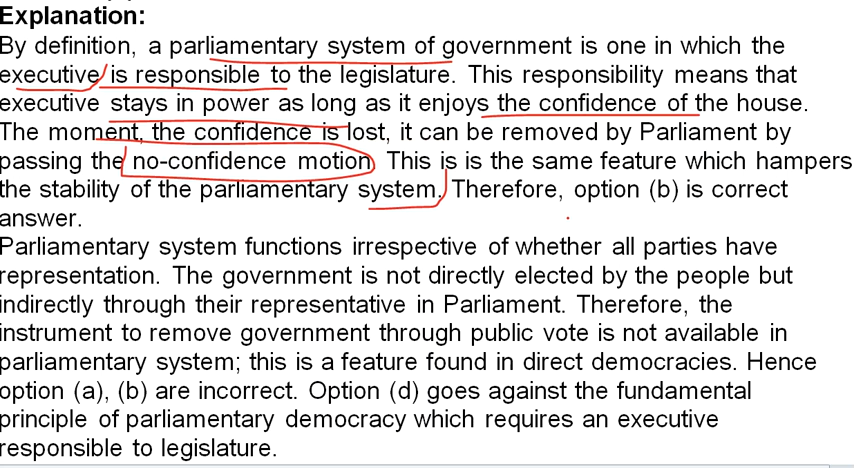 Explanation:
By definition, a parliamentary system of government is one in which the
executive is responsible to the legislature. This responsibility means that
executive stays in power as long as it enjoys the confidence of the house.
The moment, the confidence is lost, it can be removed by Parliament by
passing the no-confidence motion. This is is the same feature which hampers
the stability of the parliamentary system. Therefore, option (b) is correct
answer.
Parliamentary system functions irrespective of whether all parties have
representation. The government is not directly elected by the people but
indirectly through their representative in Parliament. Therefore, the
instrument to remove government through public vote is not available in
parliamentary system; this is a feature found in direct democracies. Hence
option (a), (b) are incorrect. Option (d) goes against the fundamental
principle of parliamentary democracy which requires an executive
responsible to legislature.